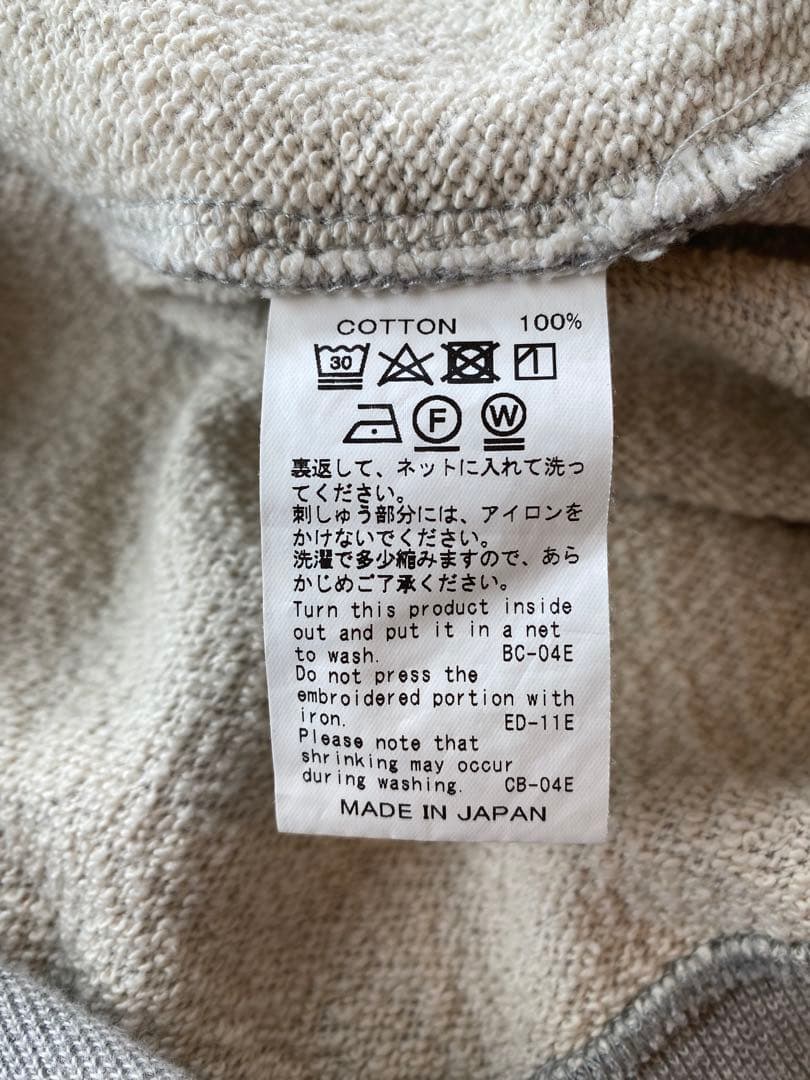 COTTON 100%
30
F W
裏返して、ネットに入れて洗っ
てください。
刺しゅう部分には、アイロンを
かけないでください。
洗濯で多少縮みますので、あら
かじめご了承ください。
Turn this product inside
out and put it in a net
to wash. BC-04E
Do not press the
embroidered portion with
iron. ED-11E
Please note that
shrinking may occur
during washing. CB-04E
MADE IN JAPAN